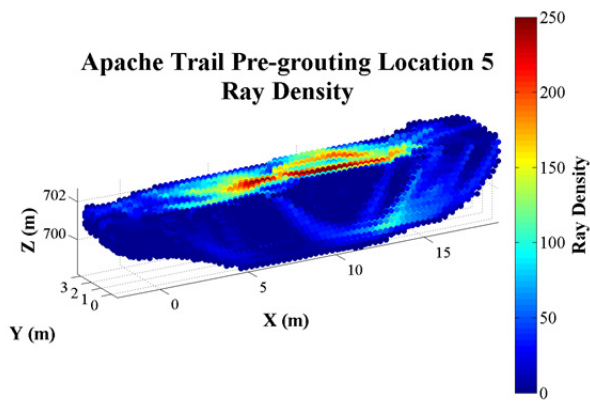 Apache Trail Pre-grouting Location 5
Ray Density
250
200
150
100
50
0
Ray Density
702
700
Z (m)
3
2
1
0
Y (m)
0
5
10
15
X (m)